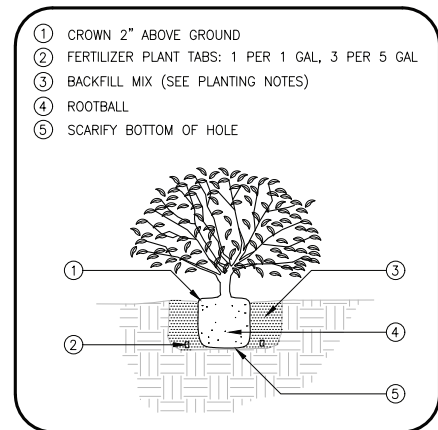 ① CROWN 2" ABOVE GROUND
② FERTILIZER PLANT TABS: 1 PER 1 GAL, 3 PER 5 GAL
③ BACKFILL MIX (SEE PLANTING NOTES)
④ ROOTBALL
⑤ SCARIFY BOTTOM OF HOLE
① ③
④
②
⑤